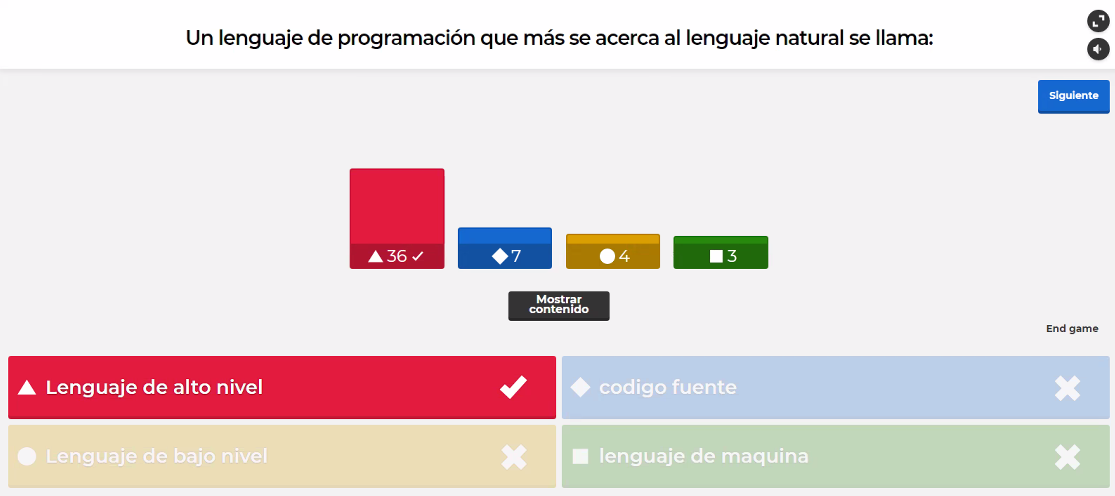 Un lenguaje de programación que más se acerca al lenguaje natural se llama:
Siguiente
36
7
4
3
Mostrar
contenido
End game
Lenguaje de alto nivel
codigo fuente
Lenguaje de bajo nivel
lenguaje de maquina